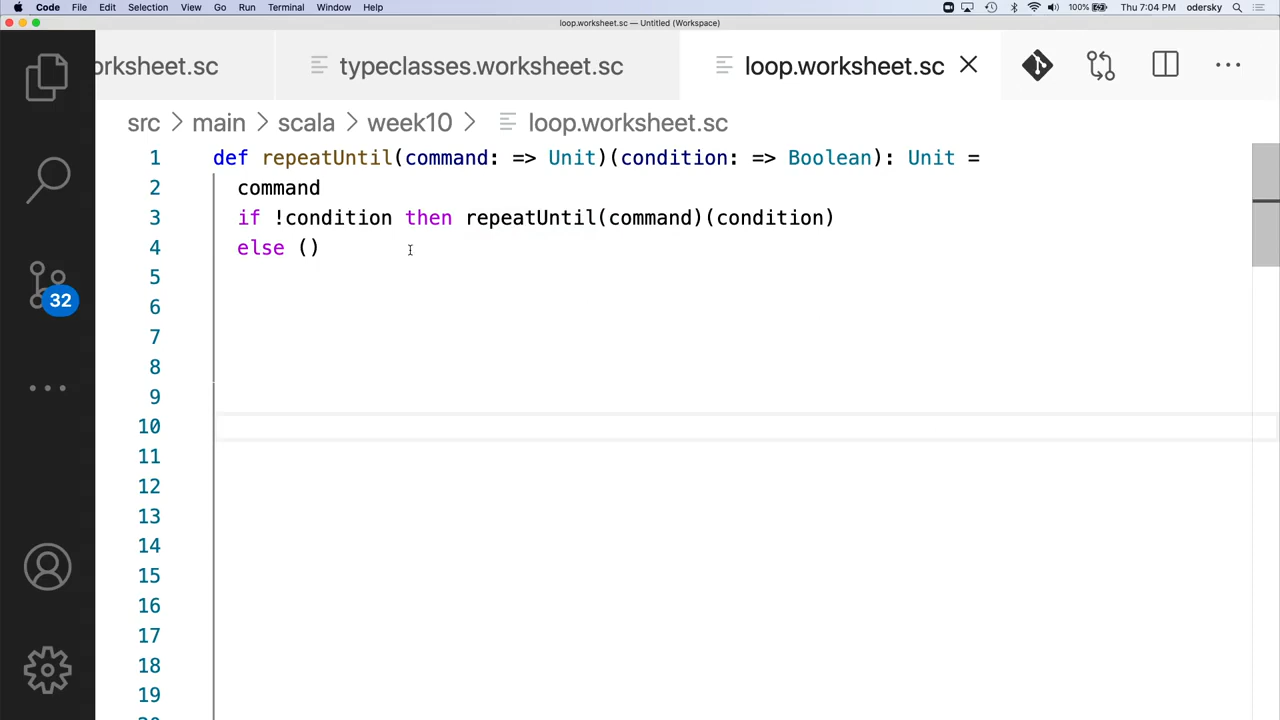 Code File Edit Selection View Go Run Terminal Window Help 100% Thu 7:04 PM odersky
loop.worksheet.sc — Untitled (Workspace)
orksheet.sc typeclasses.worksheet.sc loop.worksheet.sc
src > main > scala > week10 > loop.worksheet.sc
1 def repeatUntil(command: => Unit)(condition: => Boolean): Unit =
2 command
3 if !condition then repeatUntil(command)(condition)
4 else ()
5
6
7
8
9
10
11
12
13
14
15
16
17
18
19
32